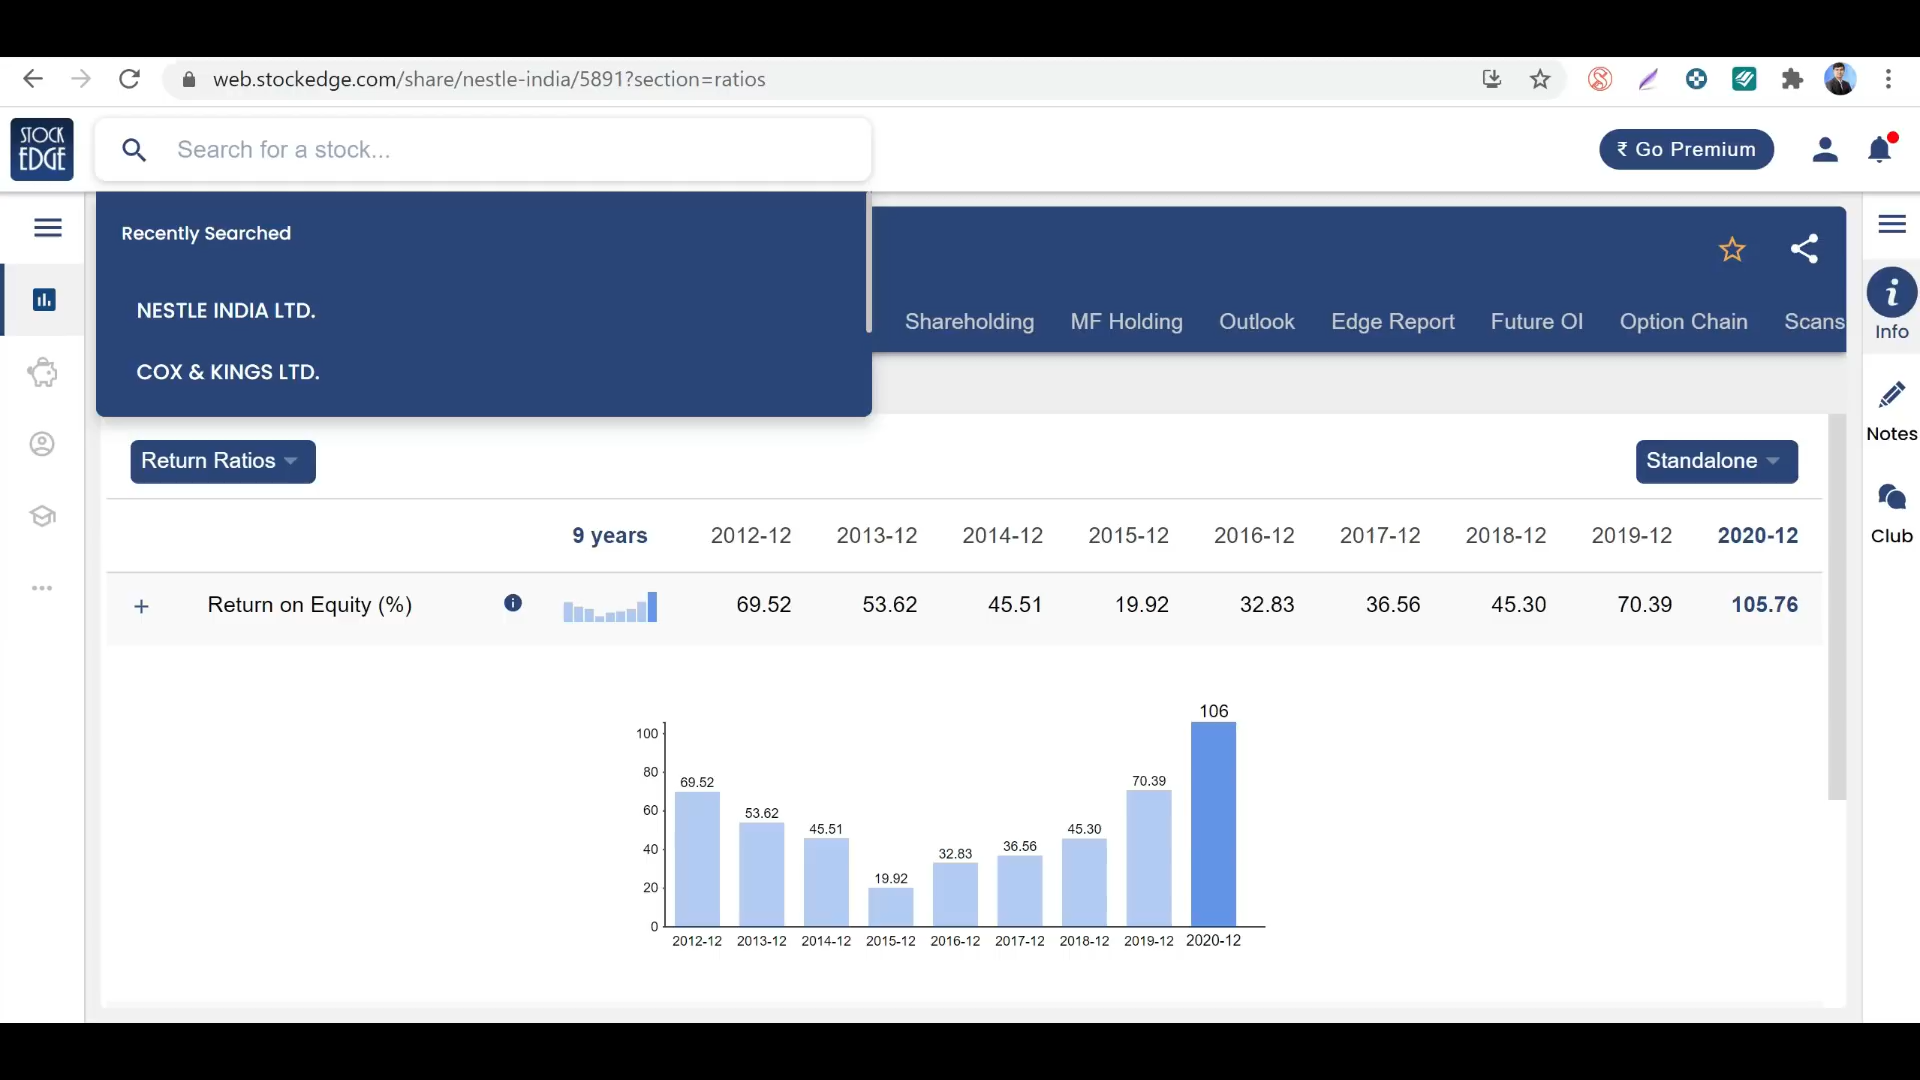 web.stockedge.com/share/nestle-india/5891?section=ratios
STOCK
EDGE
Search for a stock...
₹ Go Premium
Recently Searched
NESTLE INDIA LTD.
COX & KINGS LTD.
Shareholding MF Holding Outlook Edge Report Future OI Option Chain Scans
Info
Notes
Club
Return Ratios
Standalone
9 years 2012-12 2013-12 2014-12 2015-12 2016-12 2017-12 2018-12 2019-12 2020-12
+ Return on Equity (%) i 69.52 53.62 45.51 19.92 32.83 36.56 45.30 70.39 105.76
100
80
60
40
20
0
69.52 53.62 45.51 19.92 32.83 36.56 45.30 70.39 106
2012-12 2013-12 2014-12 2015-12 2016-12 2017-12 2018-12 2019-12 2020-12